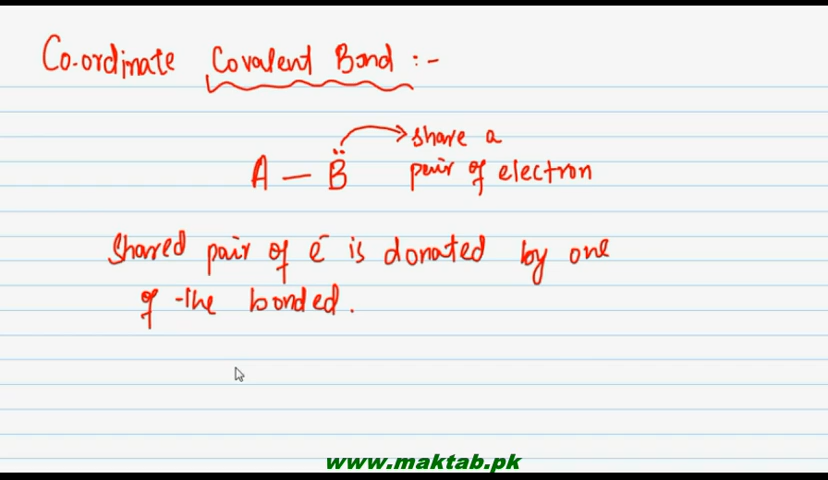 Co-ordinate Covalent Bond :-
share a
A — B̈ pair of electron
Shared pair of e⁻ is donated by one
of the bonded.
www.maktab.pk